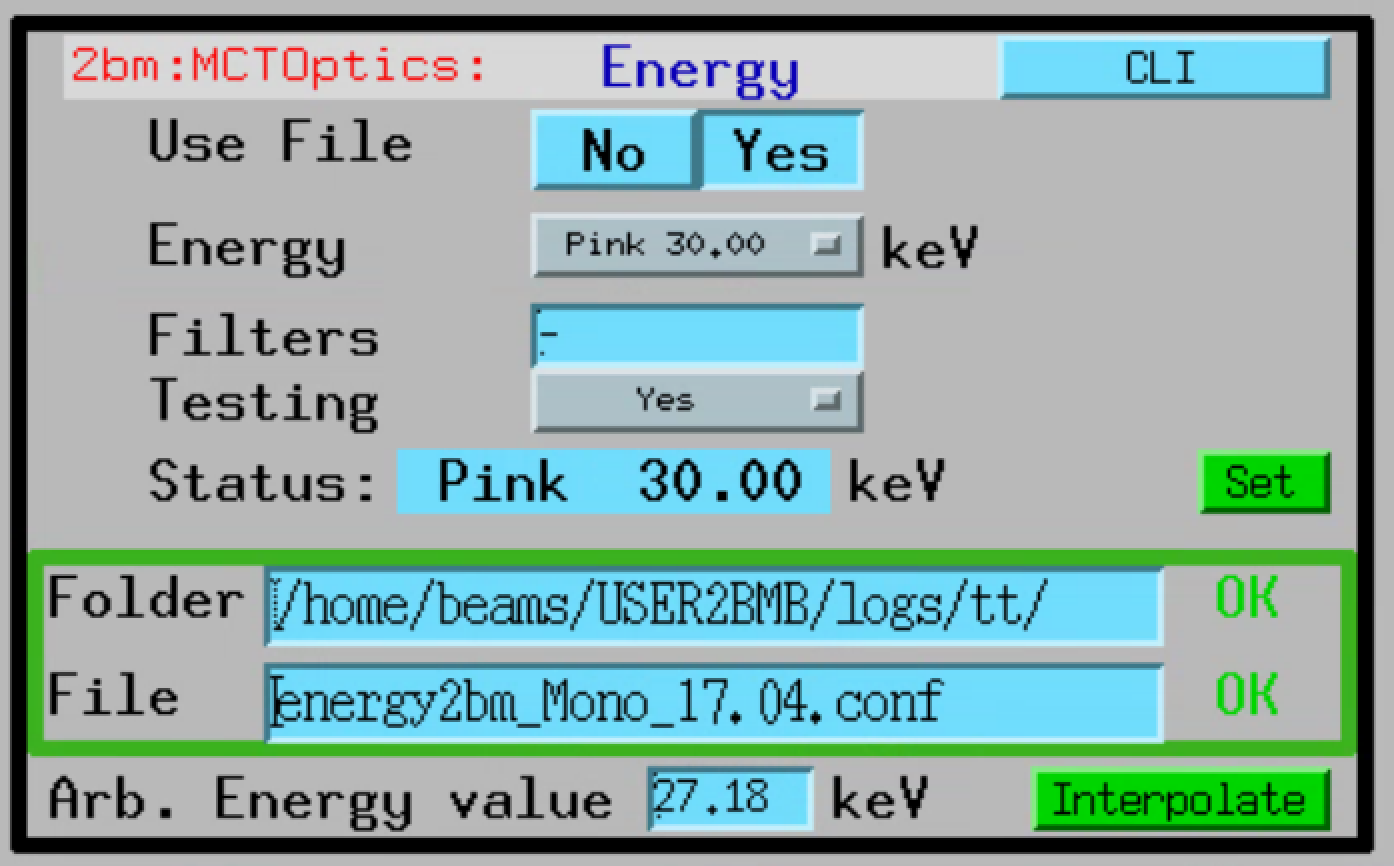 2bm:MCTOptics: Energy CLI
Use File No Yes
Energy Pink 30.00 keV
Filters -
Testing Yes
Status: Pink 30.00 keV Set
Folder /home/beams/USER2BMB/logs/tt/ OK
File energy2bm_Mono_17.04.conf OK
Arb. Energy value 27.18 keV Interpolate